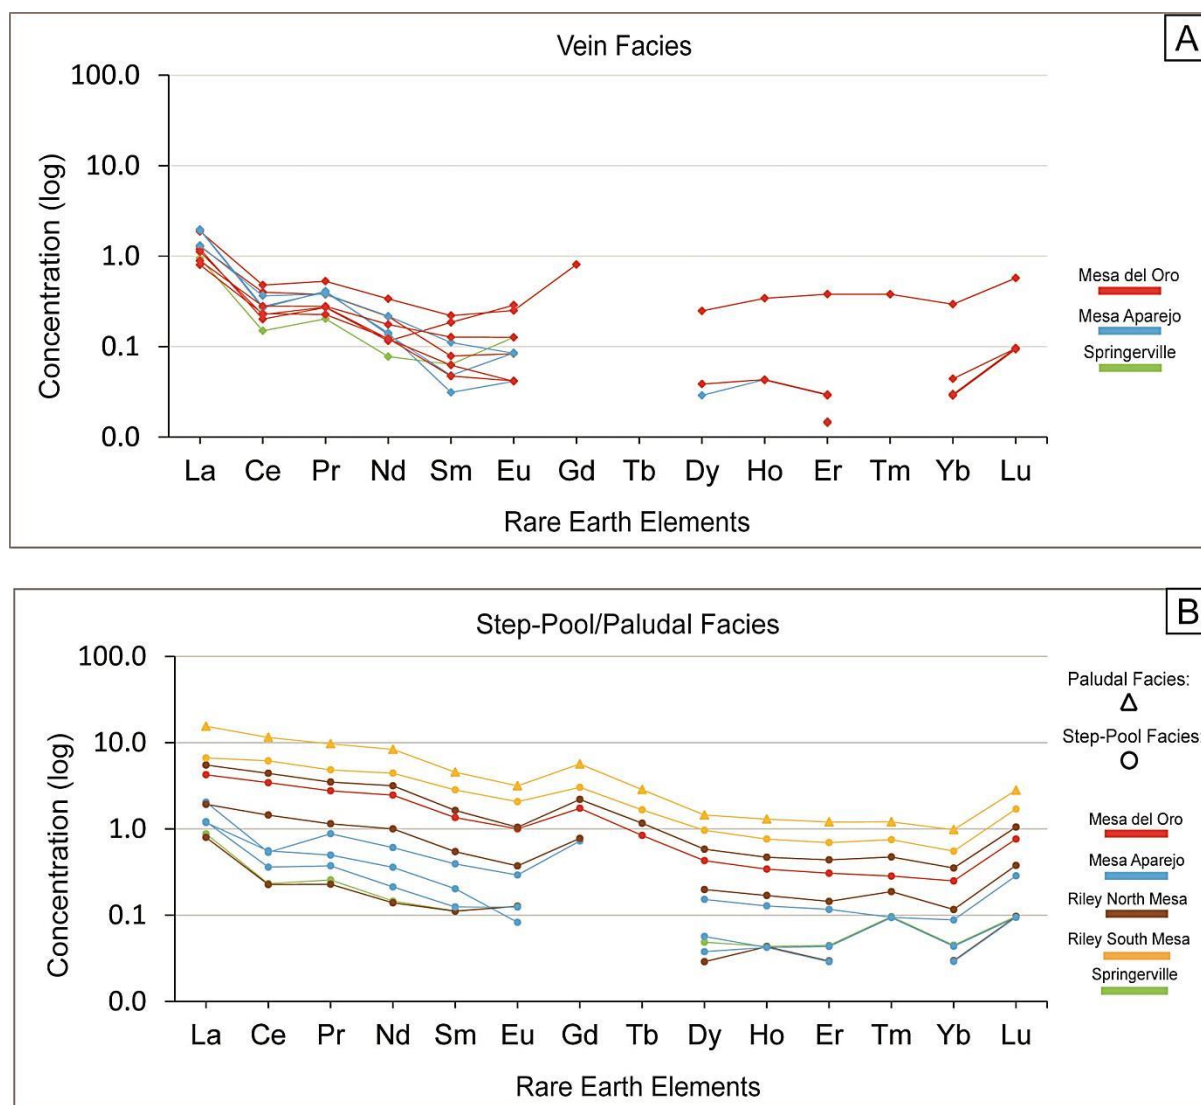 A
Vein Facies
100.0
10.0
1.0
0.1
0.0
Concentration (log)
La Ce Pr Nd Sm Eu Gd Tb Dy Ho Er Tm Yb Lu
Rare Earth Elements
Mesa del Oro
Mesa Aparejo
Springerville
B
Step-Pool/Paludal Facies
100.0
10.0
1.0
0.1
0.0
Concentration (log)
La Ce Pr Nd Sm Eu Gd Tb Dy Ho Er Tm Yb Lu
Rare Earth Elements
Paludal Facies:
Step-Pool Facies:
Mesa del Oro
Mesa Aparejo
Riley North Mesa
Riley South Mesa
Springerville